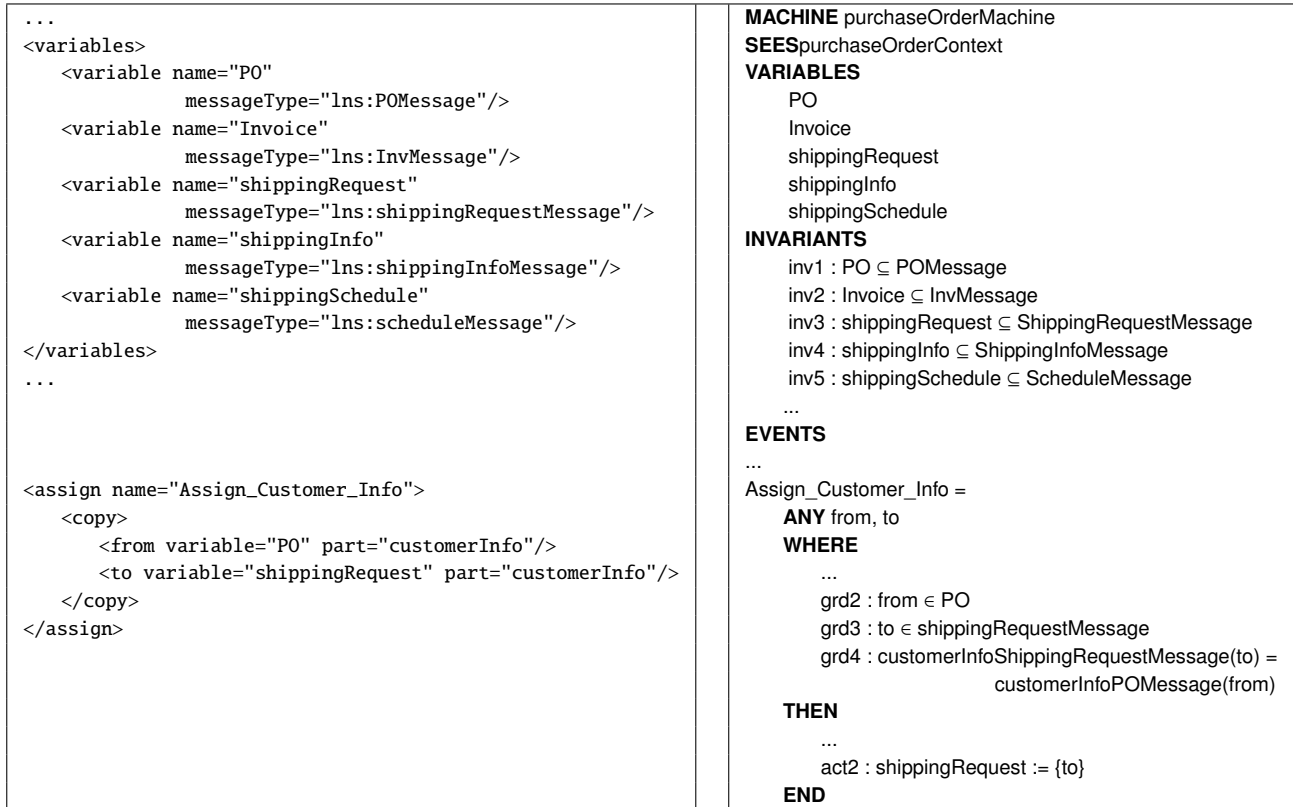 ...
<variables>
<variable name="PO"
messageType="lns:POMessage"/>
<variable name="Invoice"
messageType="lns:InvMessage"/>
<variable name="shippingRequest"
messageType="lns:shippingRequestMessage"/>
<variable name="shippingInfo"
messageType="lns:shippingInfoMessage"/>
<variable name="shippingSchedule"
messageType="lns:scheduleMessage"/>
</variables>
...
<assign name="Assign_Customer_Info">
<copy>
<from variable="PO" part="customerInfo"/>
<to variable="shippingRequest" part="customerInfo"/>
</copy>
</assign>
MACHINE purchaseOrderMachine
SEESpurchaseOrderContext
VARIABLES
PO
Invoice
shippingRequest
shippingInfo
shippingSchedule
INVARIANTS
inv1 : PO ⊆ POMessage
inv2 : Invoice ⊆ InvMessage
inv3 : shippingRequest ⊆ ShippingRequestMessage
inv4 : shippingInfo ⊆ ShippingInfoMessage
inv5 : shippingSchedule ⊆ ScheduleMessage
...
EVENTS
...
Assign_Customer_Info =
ANY from, to
WHERE
...
grd2 : from ∈ PO
grd3 : to ∈ shippingRequestMessage
grd4 : customerInfoShippingRequestMessage(to) =
customerInfoPOMessage(from)
THEN
...
act2 : shippingRequest := {to}
END